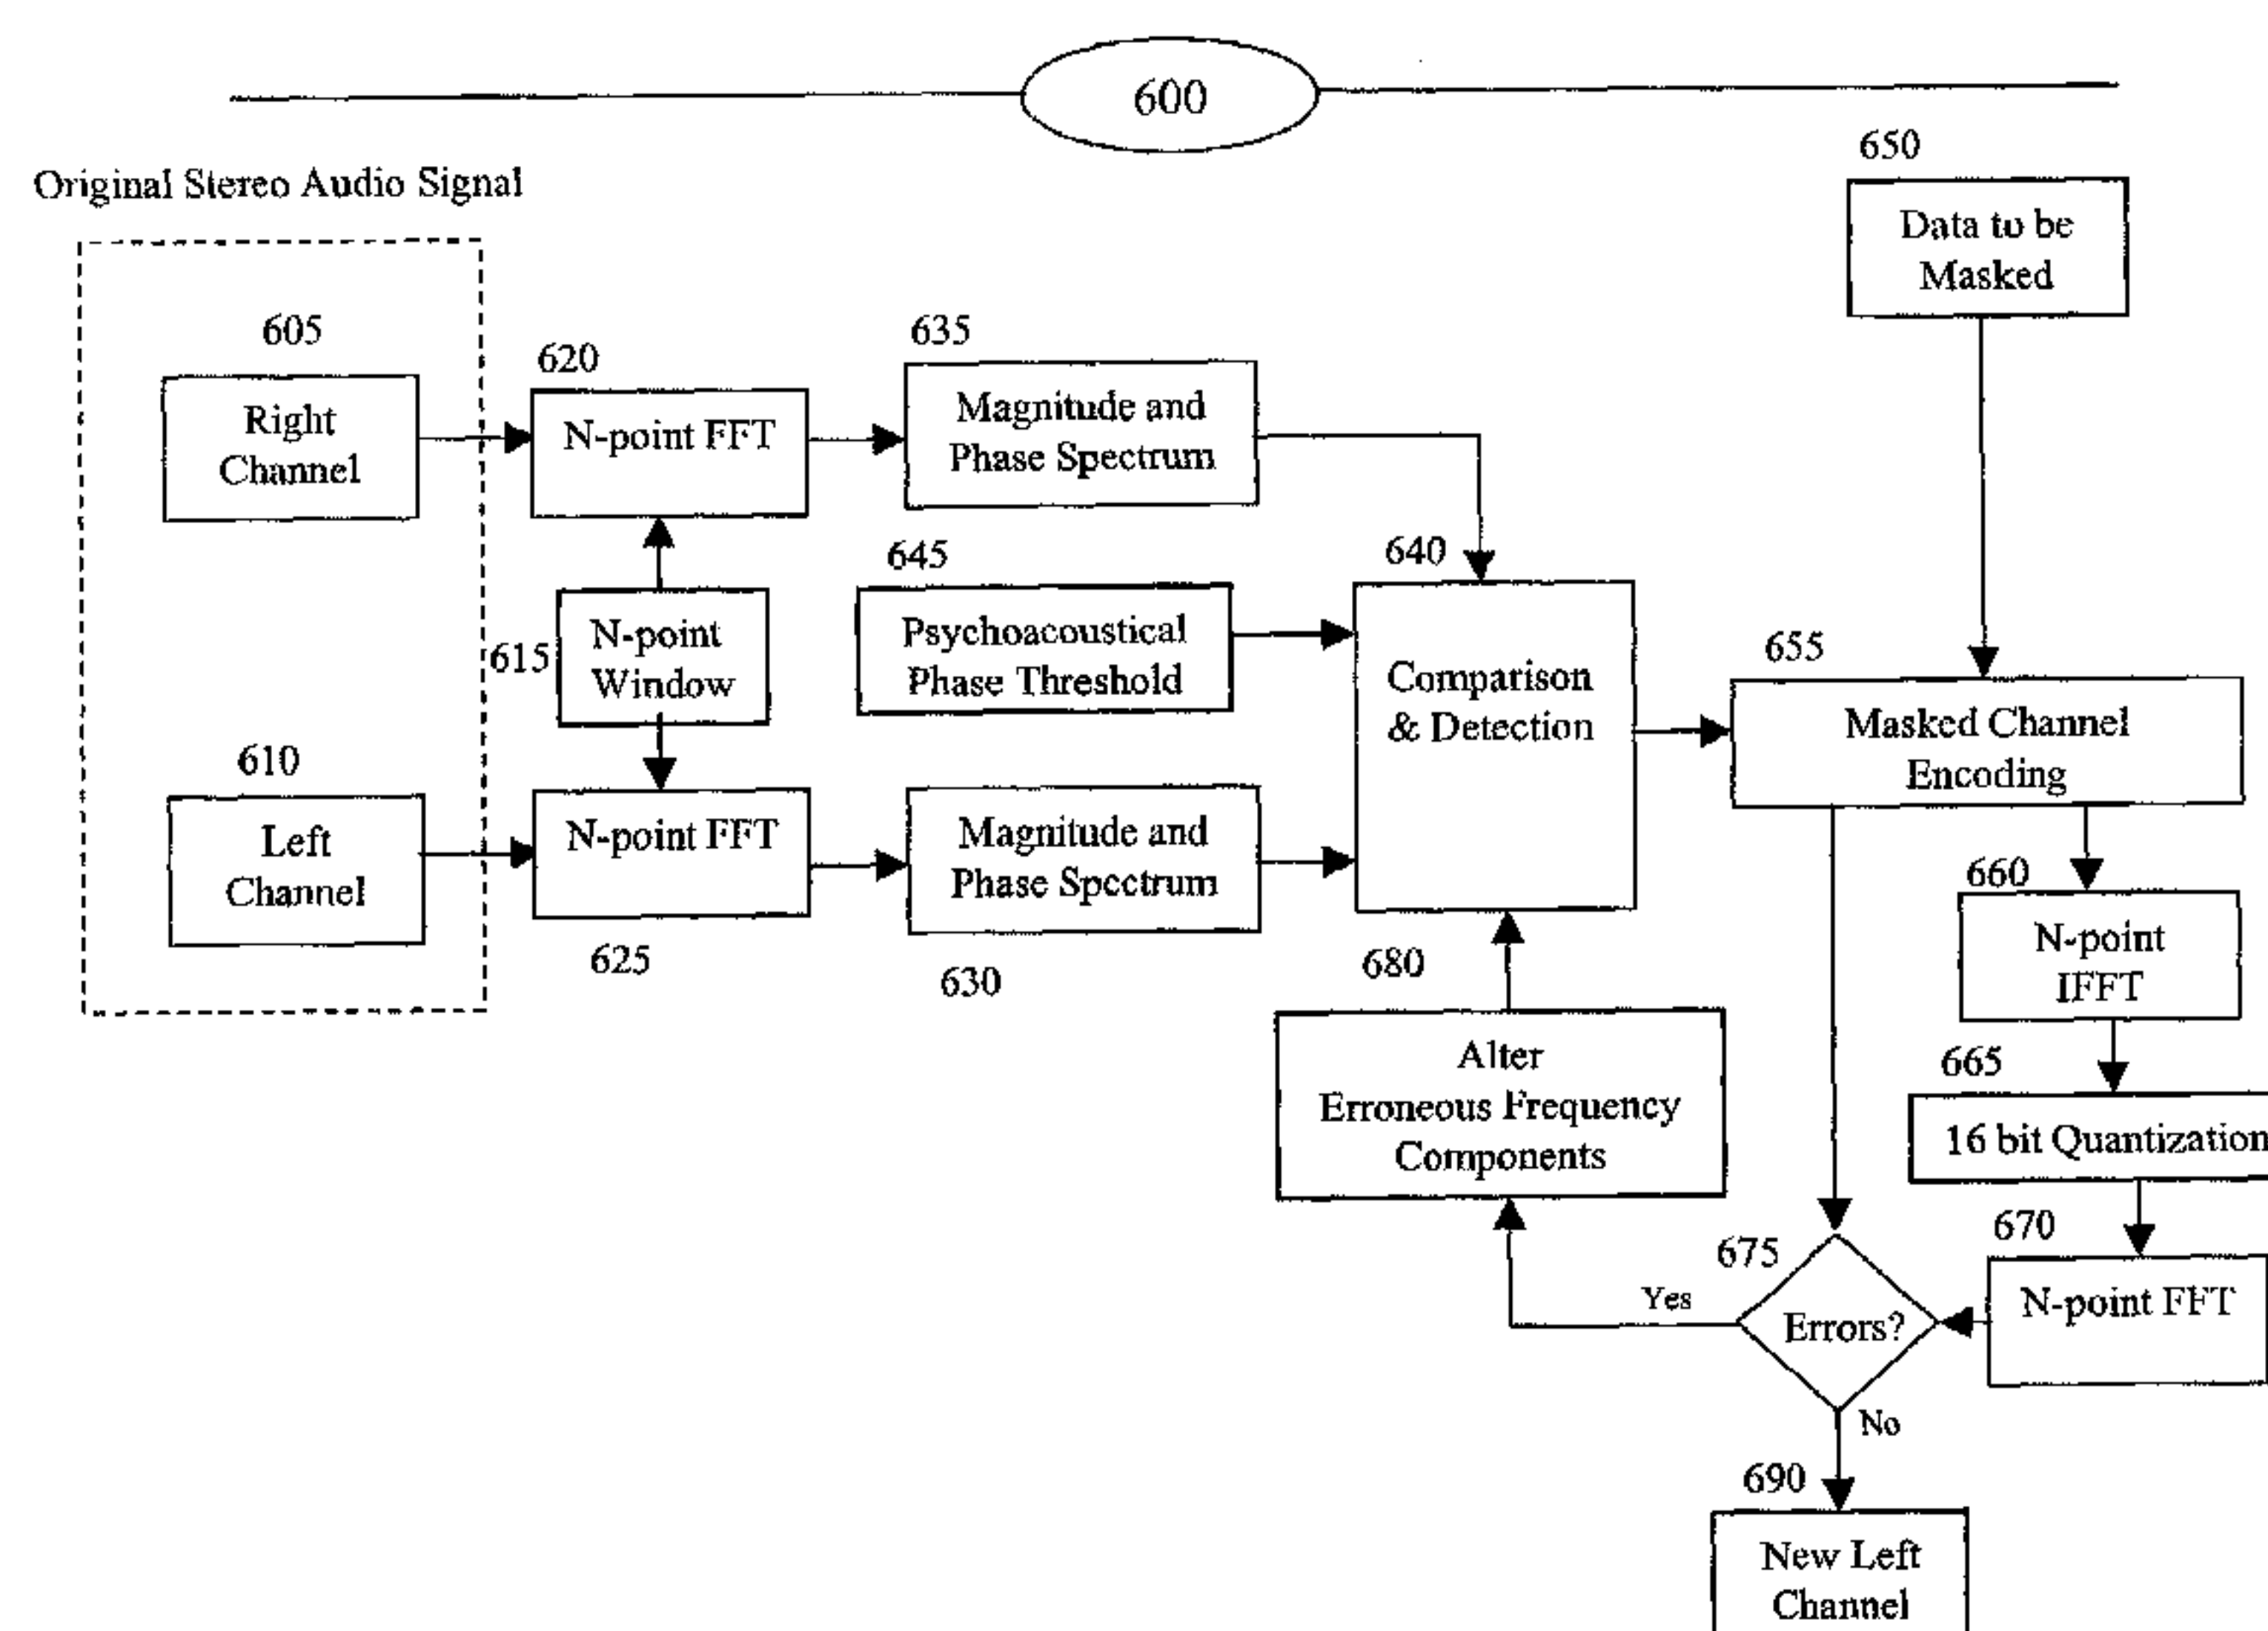 600
650
Original Stereo Audio Signal
Data to be
Masked
605
620
635
Right
Channel
N-point FFT
Magnitude and
Phase Spectrum
645
640
615
N-point
Window
Psychoacoustical
Phase Threshold
Comparison
& Detection
655
Masked Channel
Encoding
610
Left
Channel
N-point FFT
Magnitude and
Phase Spectrum
625
630
680
660
N-point
IFFT
Alter
Erroneous Frequency
Components
665
16 bit Quantization
670
675
Yes
Errors?
N-point FFT
No
690
New Left
Channel